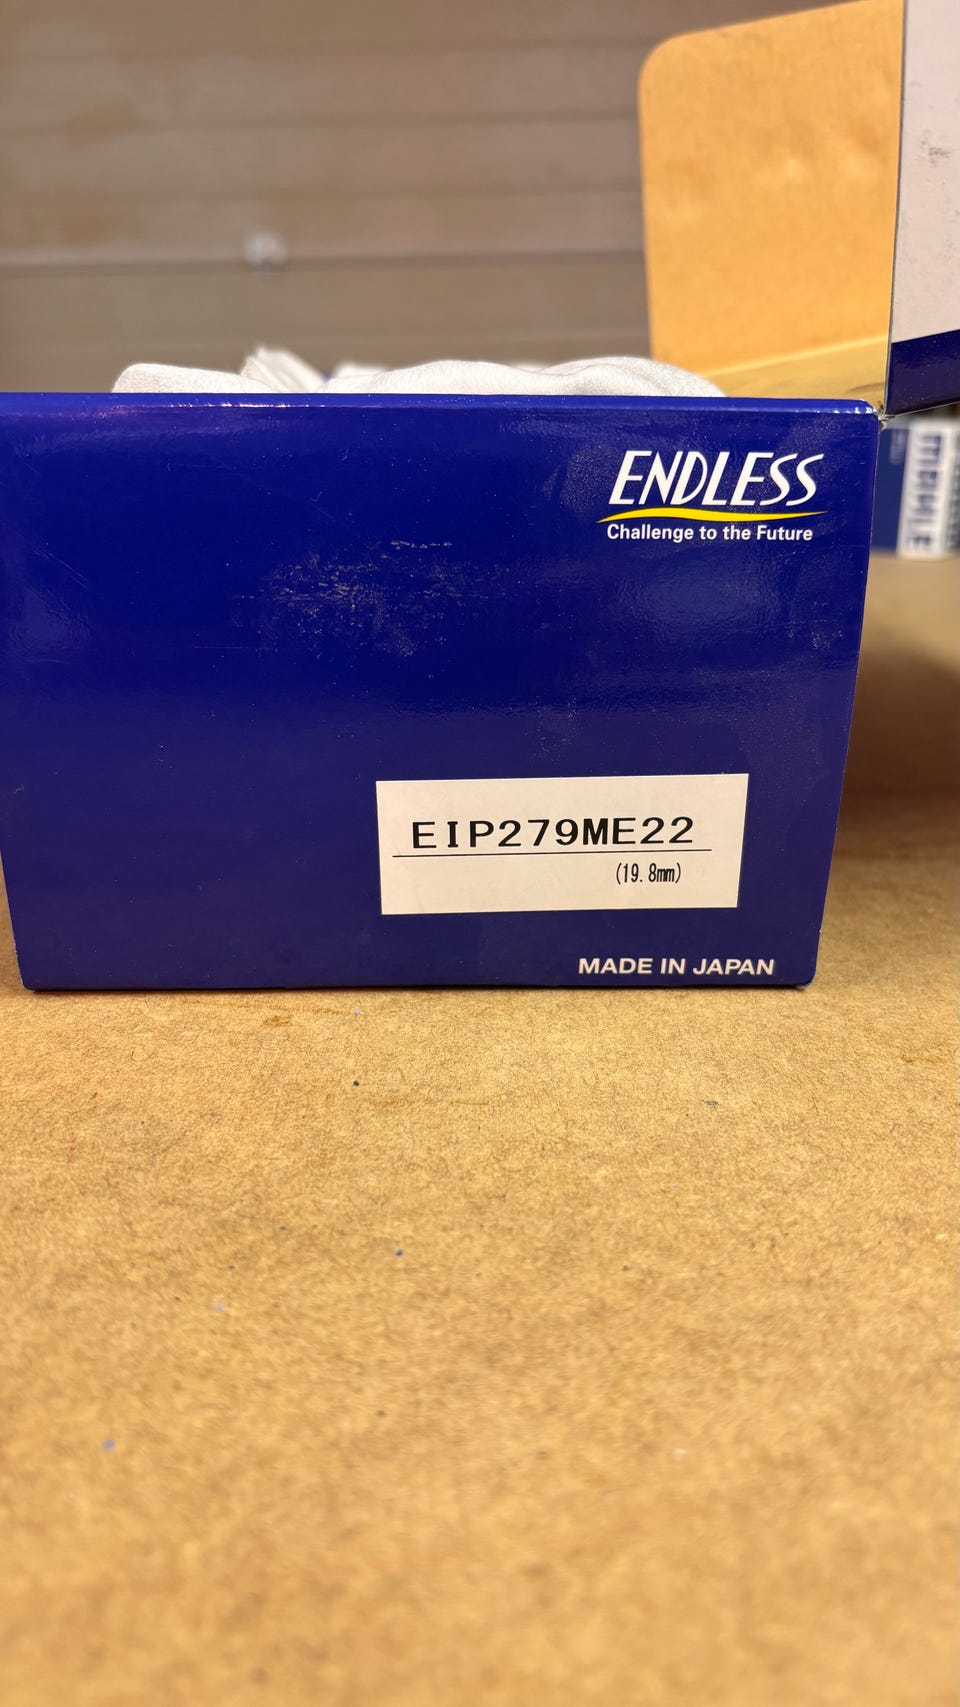 ENDLESS
Challenge to the Future
EIP279ME22
(19.8mm)
MADE IN JAPAN